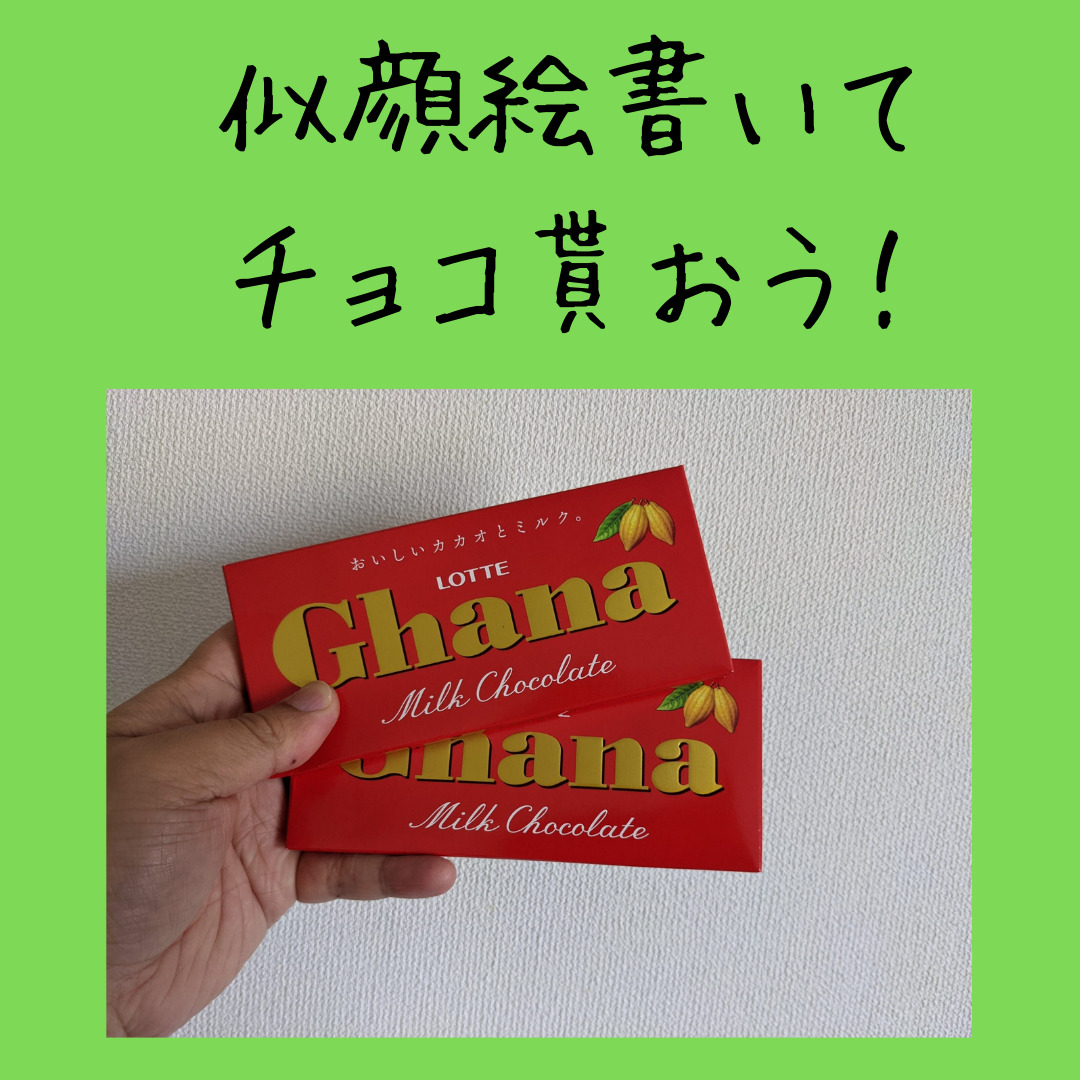 似顔絵書いて
チョコ貰おう!
おいしいカカオとミルク。
LOTTE
Ghana
Milk Chocolate
Ghana
Milk Chocolate